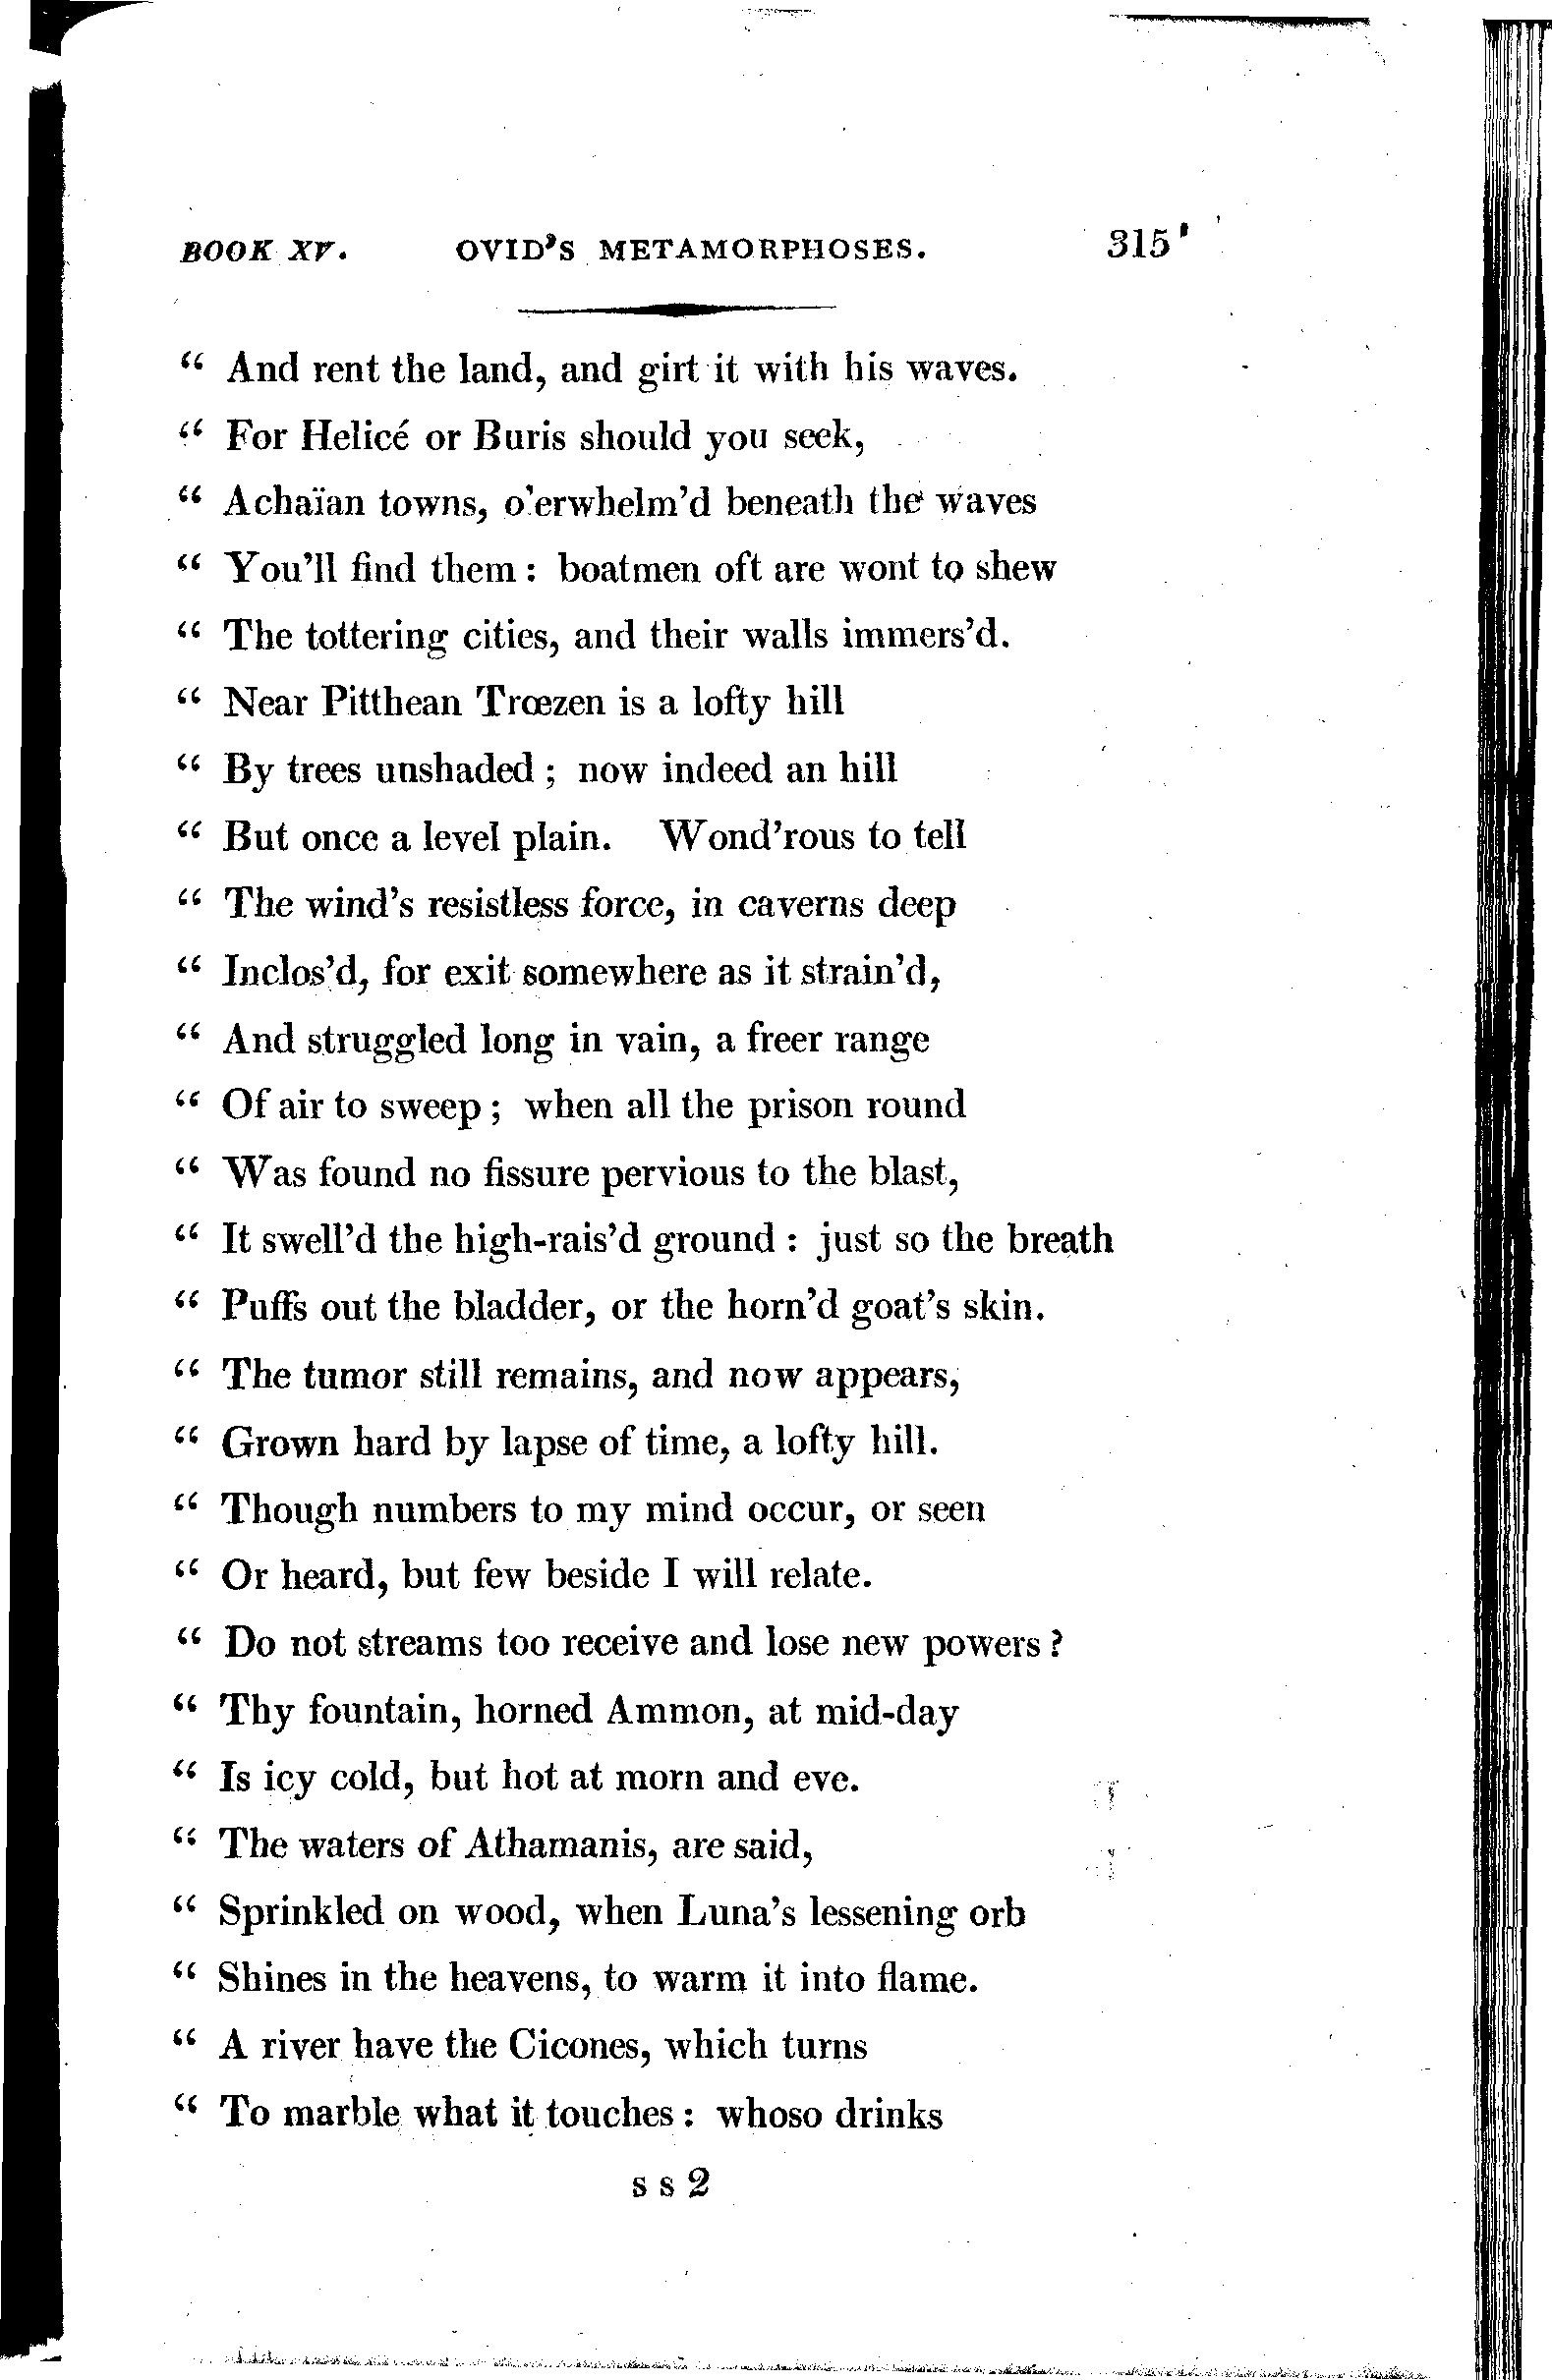 BOOK XV. OVID'S METAMORPHOSES. 315
“ And rent the land, and girt it with his waves.
“ For Helicé or Buris should you seek,
“ Achaïan towns, o'erwhelm'd beneath the waves
“ You'll find them : boatmen oft are wont to shew
“ The tottering cities, and their walls immers'd.
“ Near Pitthean Trœzen is a lofty hill
“ By trees unshaded ; now indeed an hill
“ But once a level plain. Wond'rous to tell
“ The wind's resistless force, in caverns deep
“ Inclos'd, for exit somewhere as it strain'd,
“ And struggled long in vain, a freer range
“ Of air to sweep ; when all the prison round
“ Was found no fissure pervious to the blast,
“ It swell'd the high-rais'd ground : just so the breath
“ Puffs out the bladder, or the horn'd goat's skin.
“ The tumor still remains, and now appears,
“ Grown hard by lapse of time, a lofty hill.
“ Though numbers to my mind occur, or seen
“ Or heard, but few beside I will relate.
“ Do not streams too receive and lose new powers ?
“ Thy fountain, horned Ammon, at mid-day
“ Is icy cold, but hot at morn and eve.
“ The waters of Athamanis, are said,
“ Sprinkled on wood, when Luna's lessening orb
“ Shines in the heavens, to warm it into flame.
“ A river have the Cicones, which turns
“ To marble what it touches : whoso drinks
s s 2